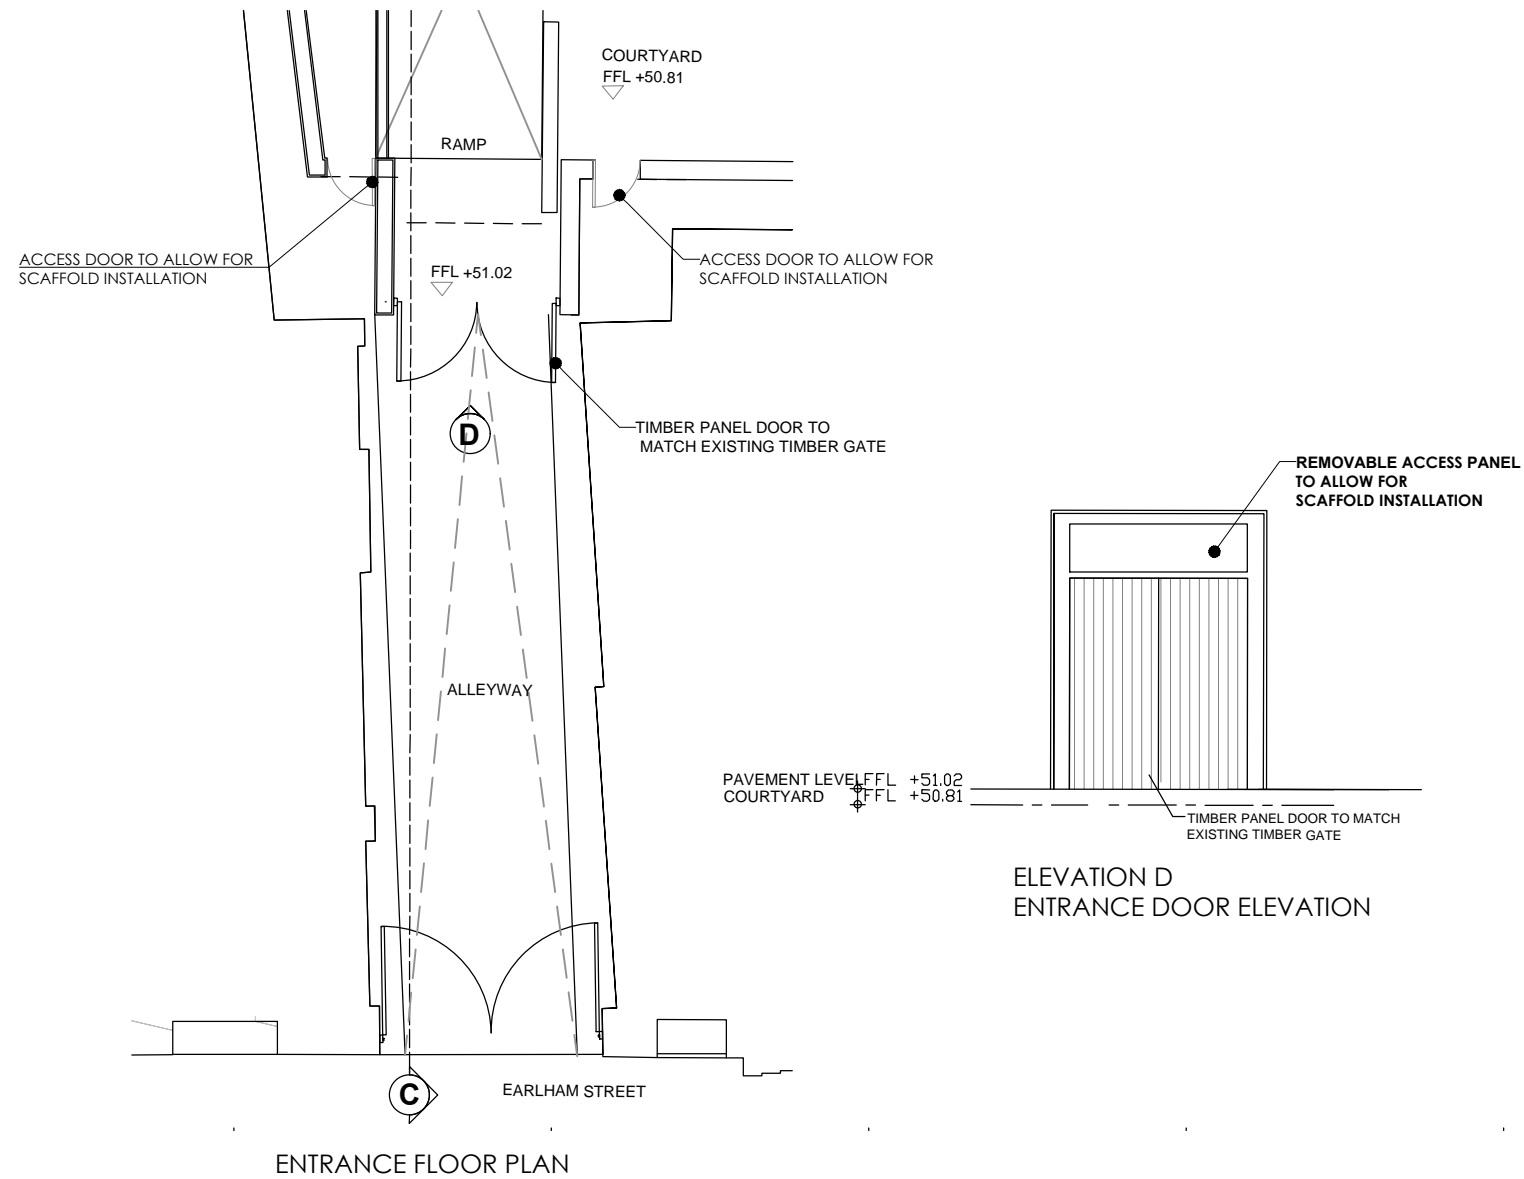 COURTYARD
FFL +50.81
RAMP
ACCESS DOOR TO ALLOW FOR
SCAFFOLD INSTALLATION
FFL +51.02
ACCESS DOOR TO ALLOW FOR
SCAFFOLD INSTALLATION
D
TIMBER PANEL DOOR TO
MATCH EXISTING TIMBER GATE
REMOVABLE ACCESS PANEL
TO ALLOW FOR
SCAFFOLD INSTALLATION
ALLEYWAY
PAVEMENT LEVEL FFL +51.02
COURTYARD FFL +50.81
TIMBER PANEL DOOR TO MATCH
EXISTING TIMBER GATE
ELEVATION D
ENTRANCE DOOR ELEVATION
C
EARLHAM STREET
ENTRANCE FLOOR PLAN